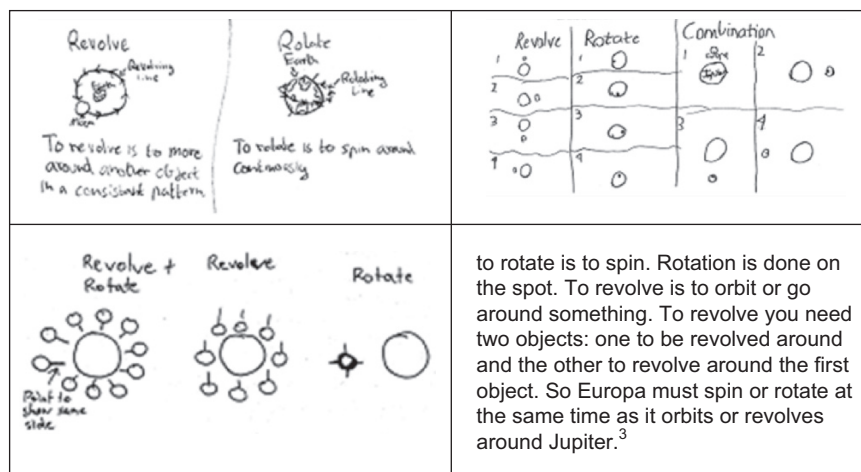 Revolve
Revolving
Line
Earth
Moon
To revolve is to move
around another object
in a consistant pattern
Rotate
Earth
Rotating
Line
To rotate is to spin around
Revolve
Rotate
Combination
1
2
3
4
1
2
3
4
1
2
3
4
Revolve +
Rotate
Point to
show same
side
Revolve
Rotate
to rotate is to spin. Rotation is done on
the spot. To revolve is to orbit or go
around something. To revolve you need
two objects: one to be revolved around
and the other to revolve around the first
object. So Europa must spin or rotate at
the same time as it orbits or revolves
around Jupiter.3